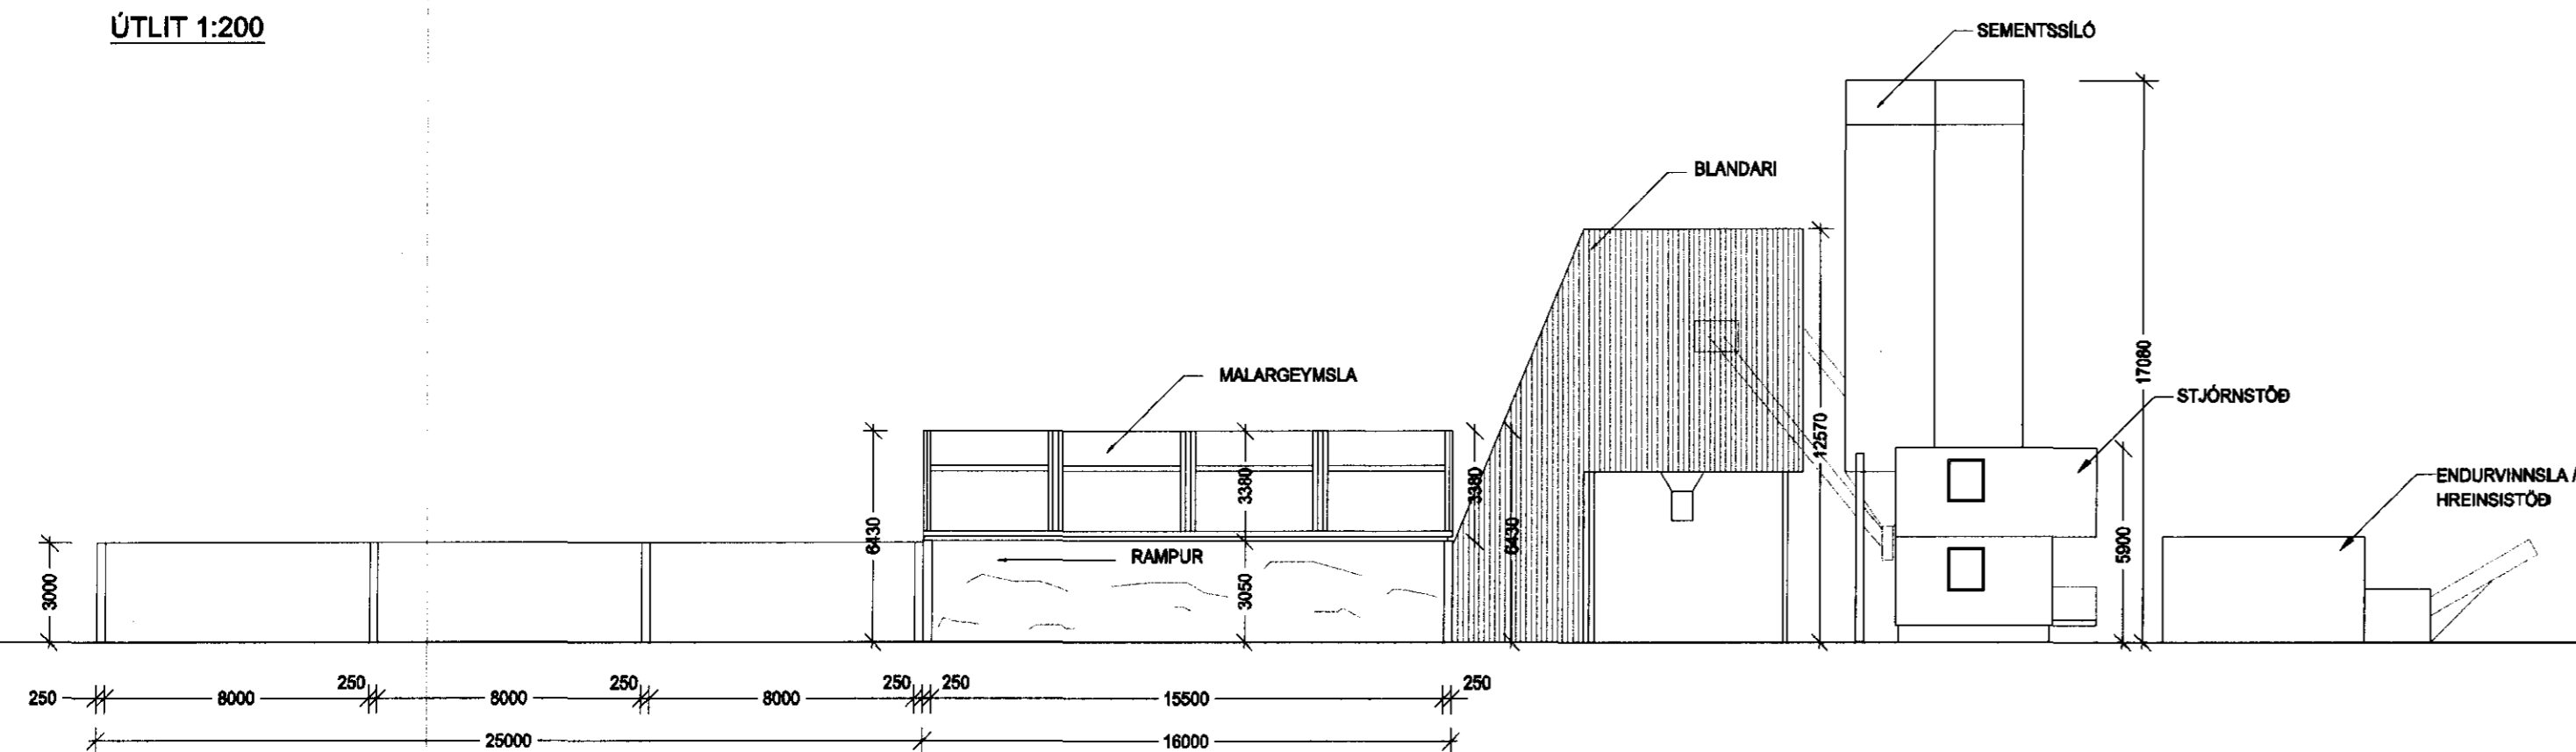 ÚTLIT 1:200
SEMENTSSÍLÓ
BLANDARI
MALARGEYMSLA
STJÓRNSTÖÐ
ENDURVINNSLA /
HREINSISTÖÐ
RAMPUR
3000
6430
3380
3050
3380
6430
12570
17080
5900
250
8000
250
8000
250
8000
250
250
15500
250
25000
16000